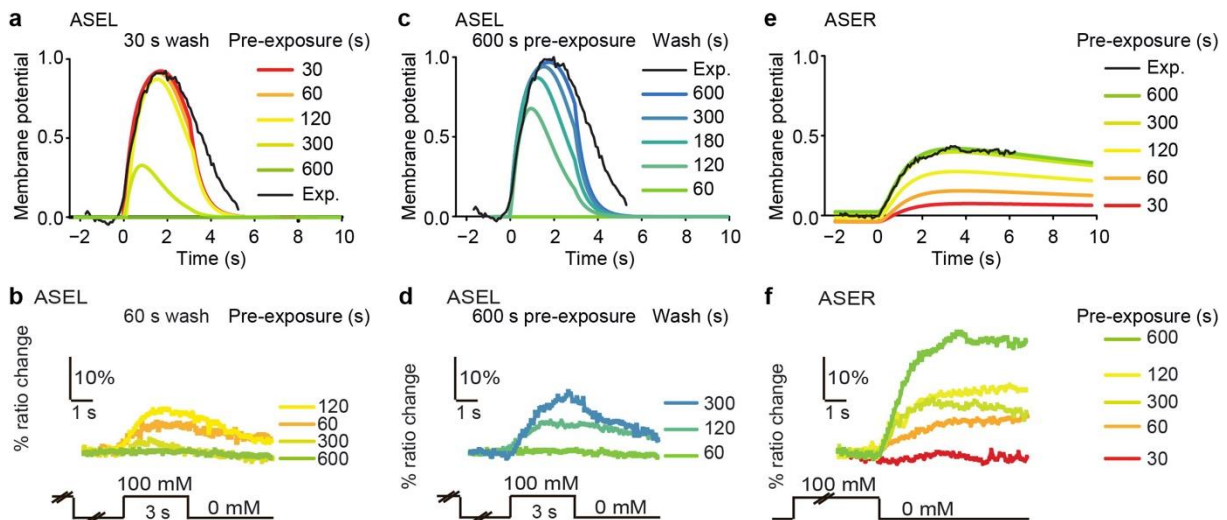 a ASEL
30 s wash Pre-exposure (s)
Membrane potential
1.0
0.5
0.0
30
60
120
300
600
Exp.
−2 0 2 4 6 8 10
Time (s)
c ASEL
600 s pre-exposure Wash (s)
Membrane potential
1.0
0.5
0.0
Exp.
600
300
180
120
60
−2 0 2 4 6 8 10
Time (s)
e ASER
Pre-exposure (s)
Membrane potential
1.0
0.5
0.0
Exp.
600
300
120
60
30
−2 0 2 4 6 8 10
Time (s)
b ASEL
60 s wash Pre-exposure (s)
% ratio change
10%
1 s
120
60
300
600
100 mM
3 s
0 mM
d ASEL
600 s pre-exposure Wash (s)
% ratio change
10%
1 s
300
120
60
100 mM
3 s
0 mM
f ASER
Pre-exposure (s)
% ratio change
10%
1 s
600
120
300
60
30
100 mM
0 mM